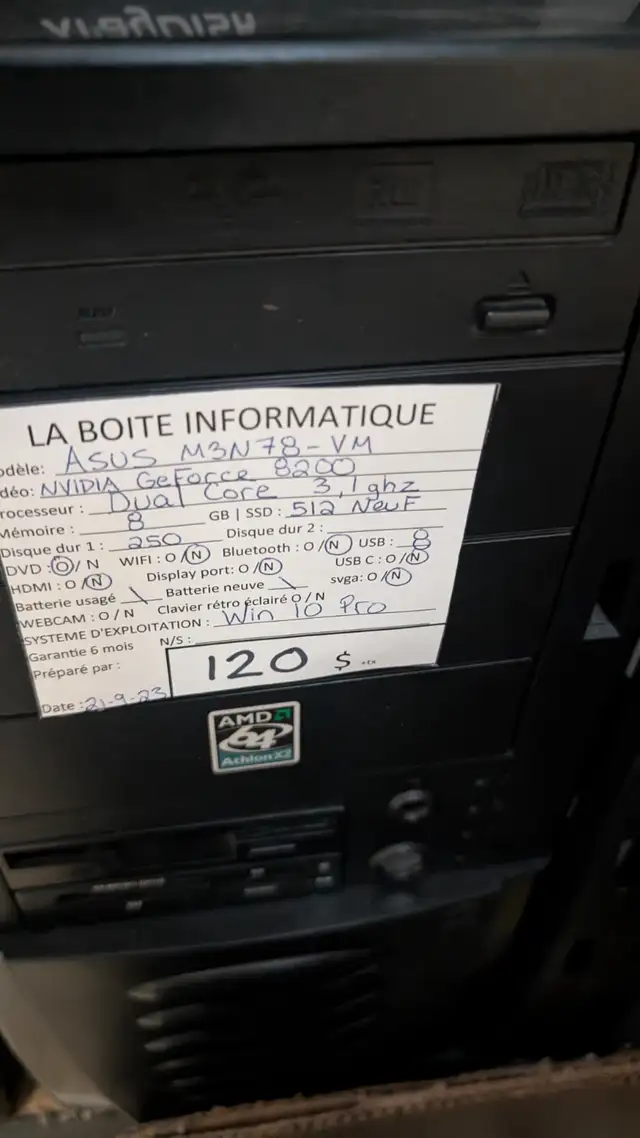 LA BOITE INFORMATIQUE
odèle: ASUS M3N78-VM
déo: NVIDIA GeForce 8200
rocesseur : Dual Core 3,1 ghz
Mémoire : 8 GB | SSD : 512 NeuF
Disque dur 1 : 250 Disque dur 2 :
DVD : O / N WIFI : O / N Bluetooth : O / N USB : 8
HDMI : O / N Display port: O / N USB C : O / N
Batterie usagé Batterie neuve svga: O / N
WEBCAM : O / N Clavier rétro éclairé O / N
SYSTEME D'EXPLOITATION : Win 10 Pro
Garantie 6 mois N/S :
Préparé par :
120 $ +tx
Date : 21-9-23
AMD
64
Athlon X2